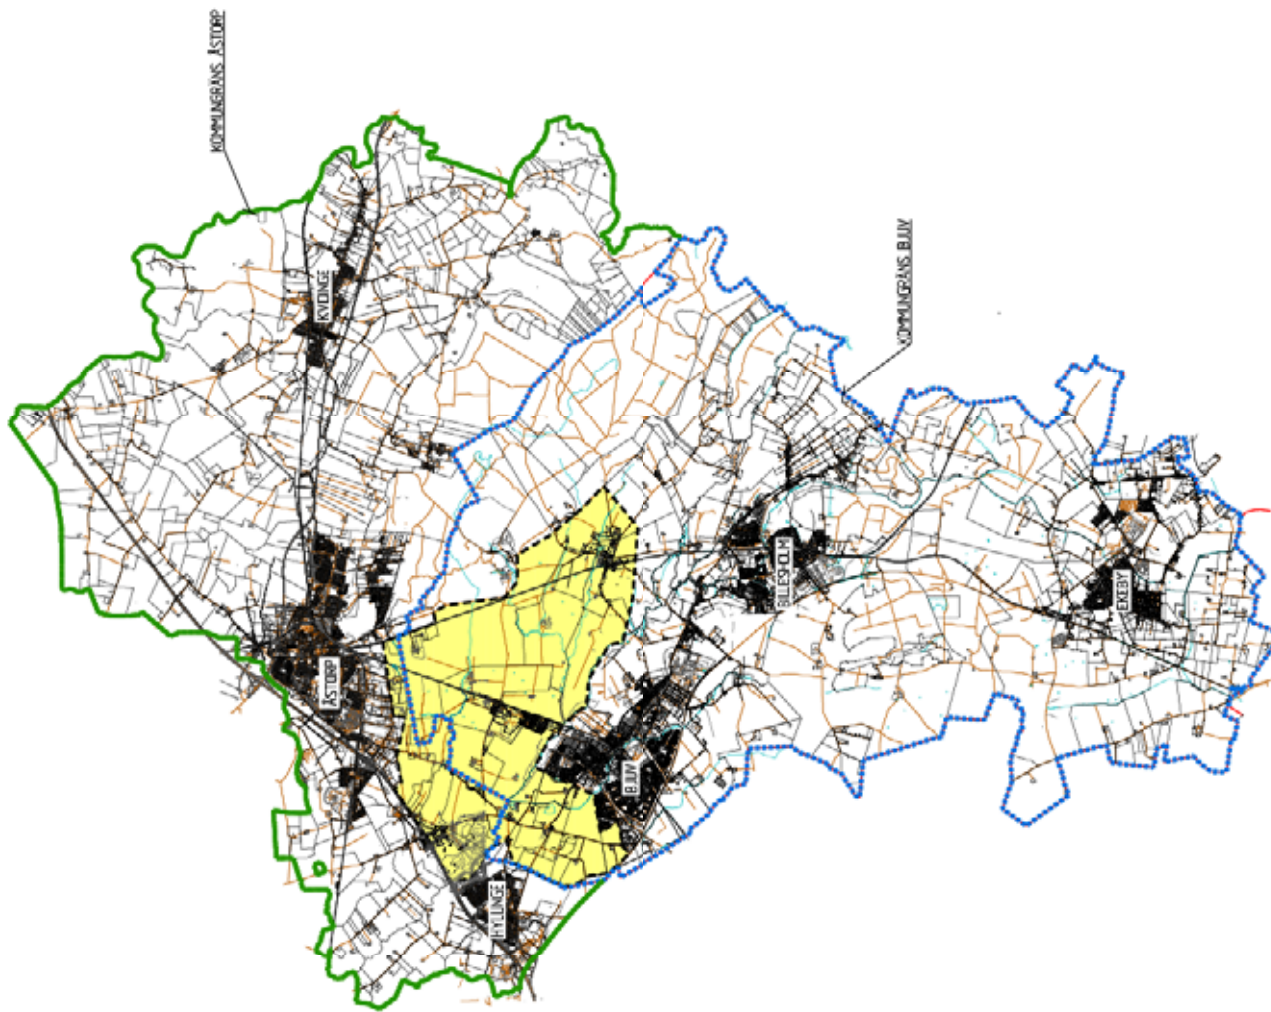 KOMMUNGRÄNS ÅSTORP
KVIDINGE
KOMMUNGRÄNS BJUV
ÅSTORP
BILLESHOLM
EKEBY
BJUV
HYLLINGE